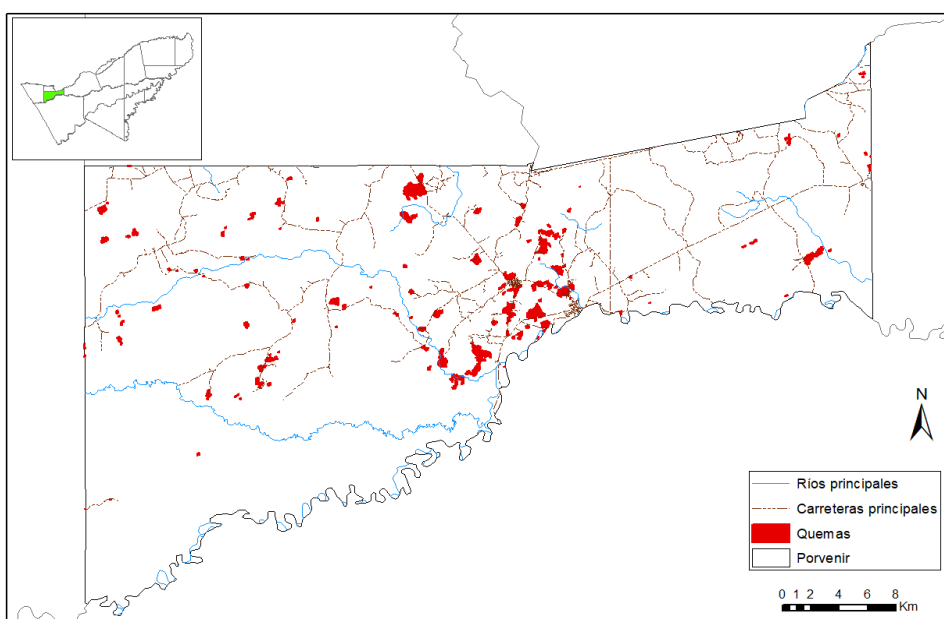 N
Ríos principales
Carreteras principales
Quemas
Porvenir
0 1 2 4 6 8
Km